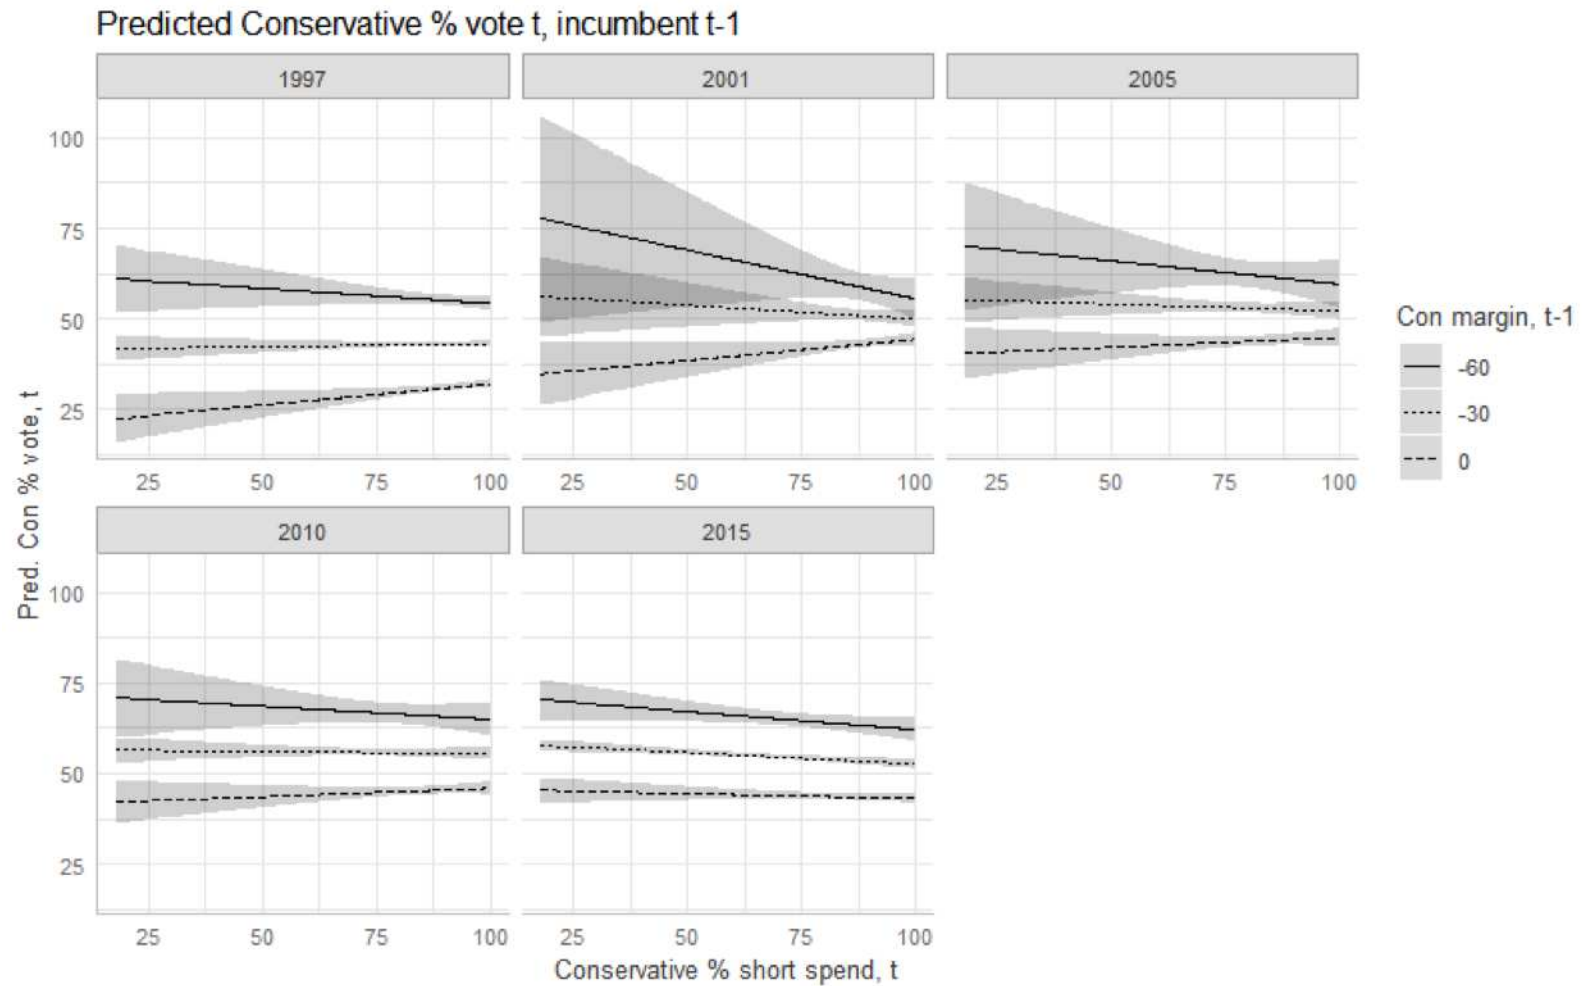 Predicted Conservative % vote t, incumbent t-1
1997
2001
2005
100
75
50
25
25 50 75 100
25 50 75 100
25 50 75 100
Con margin, t-1
-60
-30
0
Pred. Con % vote, t
2010
2015
100
75
50
25
25 50 75 100
25 50 75 100
Conservative % short spend, t